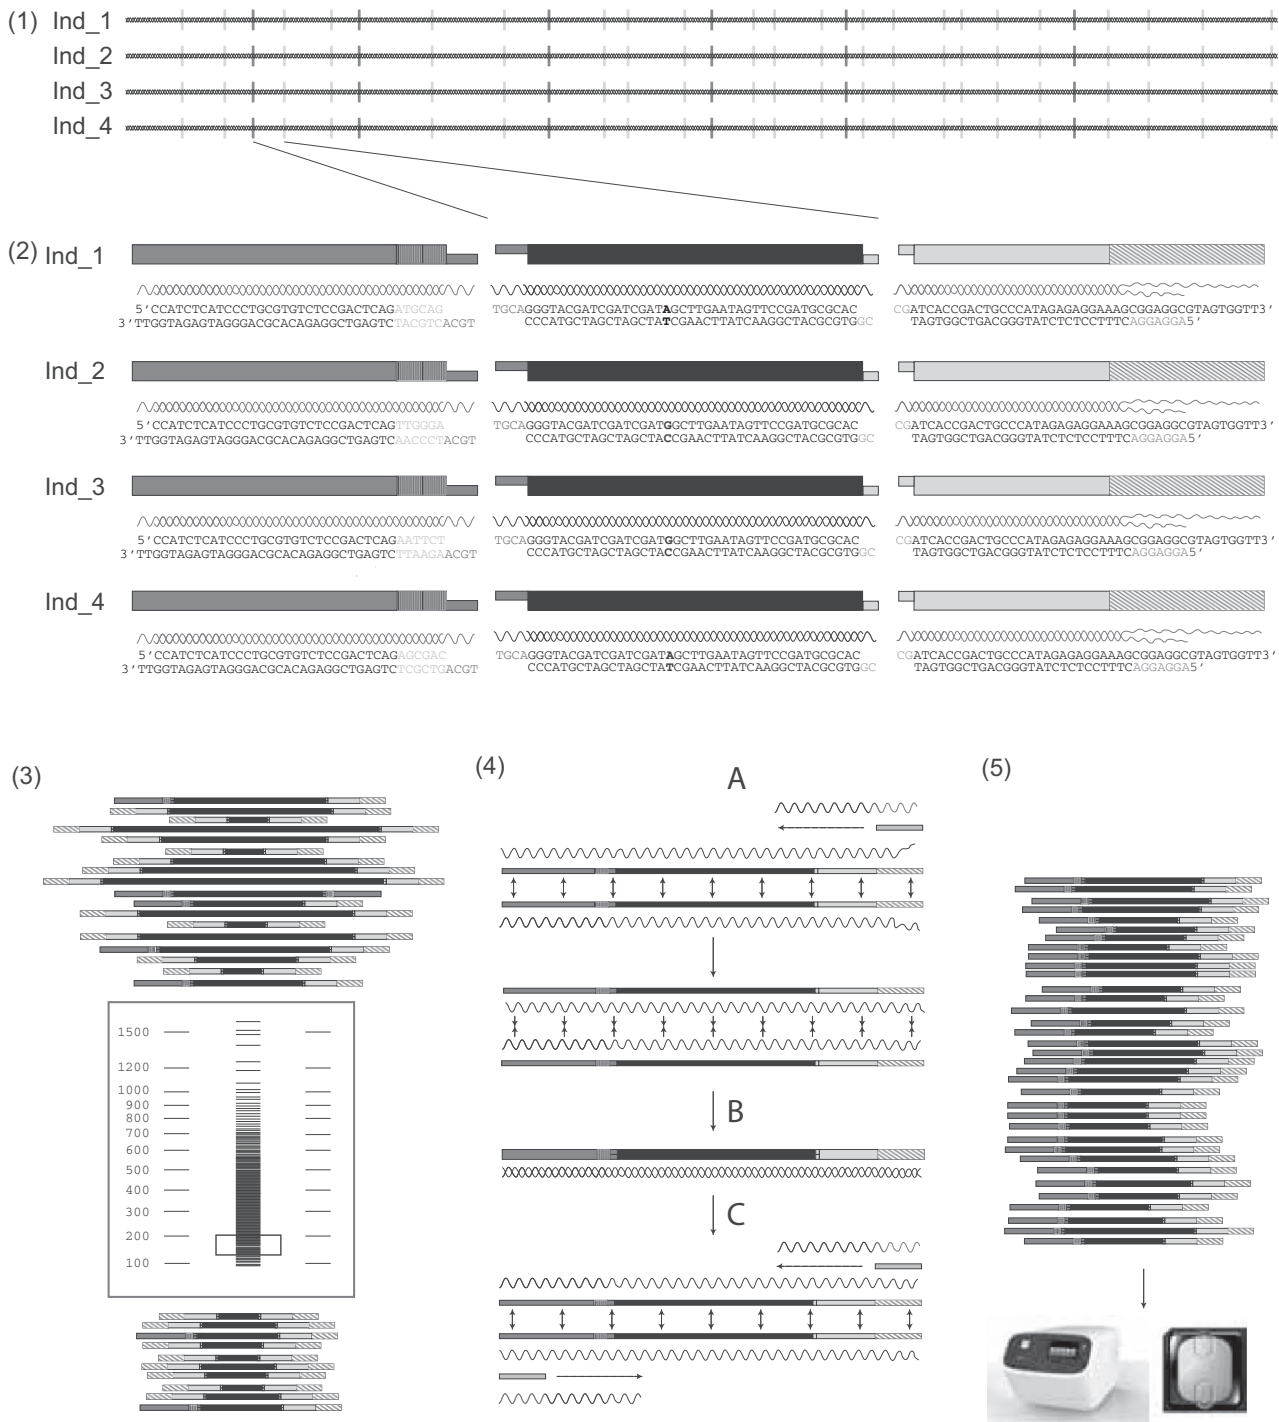 (1) Ind_1
Ind_2
Ind_3
Ind_4
(2) Ind_1
5'CCATCTCATCCCTGCGTGTCTCCGACTCAGATGCAG TGCAGGGTACGATCGATCGATAGCTTGAATAGTTCCGATGCGCAC CGATCACCGACTGCCCATAGAGAGGAAAGCGGAGGCGTAGTGGTT3'
3'TTGGTAGAGTAGGGACGCACAGAGGCTGAGTCTACGTCACGT CCCATGCTAGCTAGCTATCGAACTTATCAAGGCTACGCGTGGC TAGTGGCTGACGGGTATCTCTCCTTTCAGGAGGA5'
Ind_2
5'CCATCTCATCCCTGCGTGTCTCCGACTCAGTTGGGA TGCAGGGTACGATCGATCGATGGCTTGAATAGTTCCGATGCGCAC CGATCACCGACTGCCCATAGAGAGGAAAGCGGAGGCGTAGTGGTT3'
3'TTGGTAGAGTAGGGACGCACAGAGGCTGAGTCAACCCTACGT CCCATGCTAGCTAGCTACCGAACTTATCAAGGCTACGCGTGGC TAGTGGCTGACGGGTATCTCTCCTTTCAGGAGGA5'
Ind_3
5'CCATCTCATCCCTGCGTGTCTCCGACTCAGAATTCT TGCAGGGTACGATCGATCGATGGCTTGAATAGTTCCGATGCGCAC CGATCACCGACTGCCCATAGAGAGGAAAGCGGAGGCGTAGTGGTT3'
3'TTGGTAGAGTAGGGACGCACAGAGGCTGAGTCTTAAGAACGT CCCATGCTAGCTAGCTACCGAACTTATCAAGGCTACGCGTGGC TAGTGGCTGACGGGTATCTCTCCTTTCAGGAGGA5'
Ind_4
5'CCATCTCATCCCTGCGTGTCTCCGACTCAGAGCGAC TGCAGGGTACGATCGATCGATAGCTTGAATAGTTCCGATGCGCAC CGATCACCGACTGCCCATAGAGAGGAAAGCGGAGGCGTAGTGGTT3'
3'TTGGTAGAGTAGGGACGCACAGAGGCTGAGTCTCGCTGACGT CCCATGCTAGCTAGCTATCGAACTTATCAAGGCTACGCGTGGC TAGTGGCTGACGGGTATCTCTCCTTTCAGGAGGA5'
(3)
1500
1200
1000
900
800
700
600
500
400
300
200
100
(4)
A
B
C
(5)